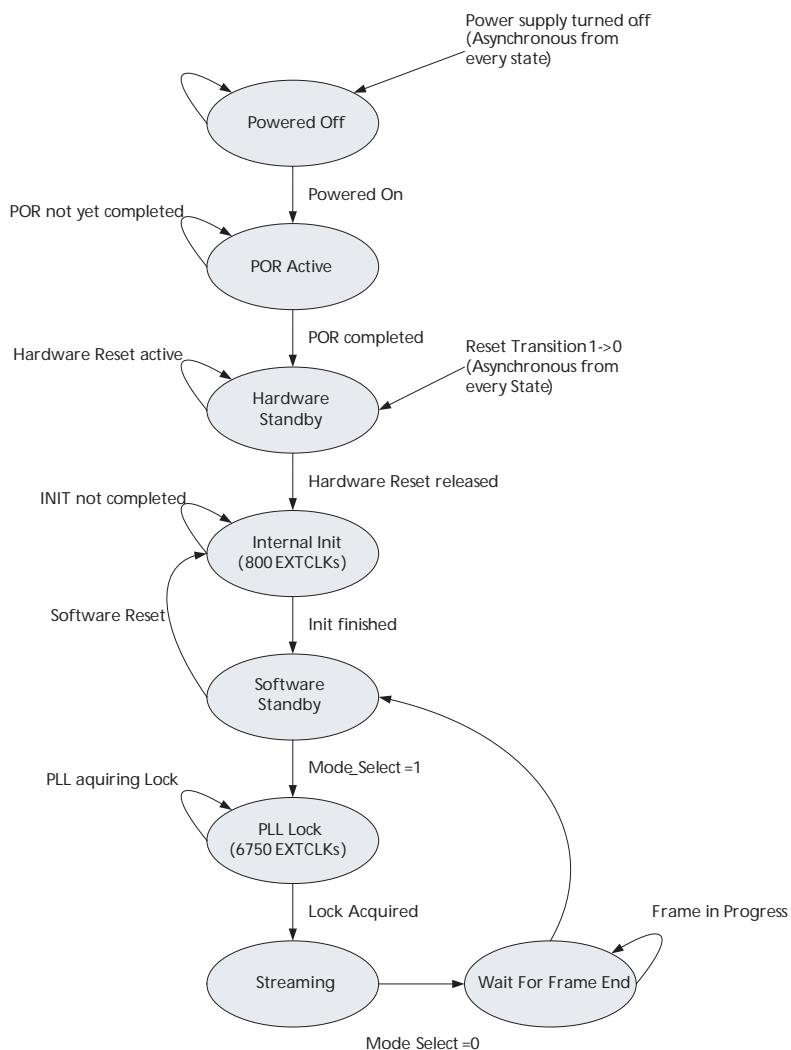 Power supply turned off
(Asynchronous from
every state)
Powered Off
Powered On
POR not yet completed
POR Active
POR completed
Hardware Reset active
Reset Transition 1->0
(Asynchronous from
every State)
Hardware
Standby
Hardware Reset released
INIT not completed
Internal Init
(800 EXTCLKs)
Software Reset
Init finished
Software
Standby
Mode_Select =1
PLL aquiring Lock
PLL Lock
(6750 EXTCLKs)
Lock Acquired
Frame in Progress
Streaming
Wait For Frame End
Mode Select =0